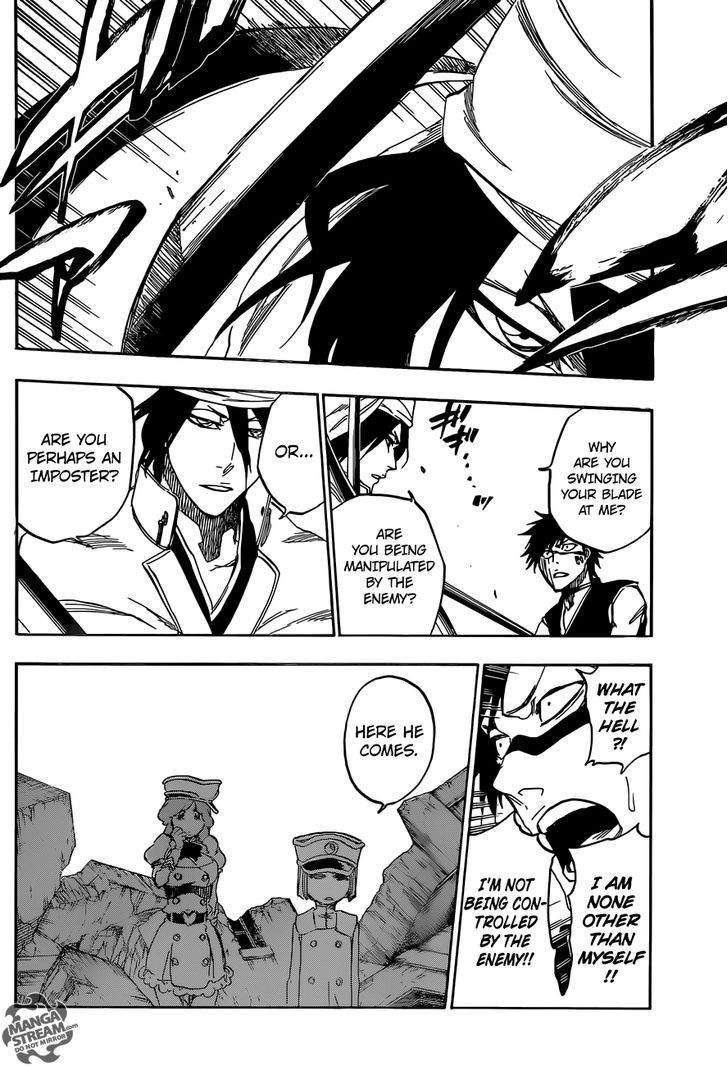 WHY
ARE YOU
SWINGING
YOUR BLADE
AT ME?
ARE
YOU BEING
MANIPULATED
BY THE
ENEMY?
OR...
ARE YOU
PERHAPS AN
IMPOSTER?
WHAT
THE
HELL
?!
I AM
NONE
OTHER
THAN
MYSELF
!!
I'M NOT
BEING CON-
TROLLED
BY THE
ENEMY!!
HERE HE
COMES.
MANGA
STREAM.com
DO NOT MIRROR!